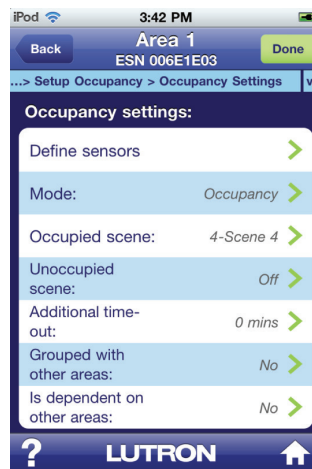 iPod 3:42 PM
Back Area 1 Done
ESN 006E1E03
...> Setup Occupancy > Occupancy Settings
Occupancy settings:
Define sensors
Mode: Occupancy
Occupied scene: 4-Scene 4
Unoccupied
scene: Off
Additional time-
out: 0 mins
Grouped with
other areas: No
Is dependent on
other areas: No
? LUTRON